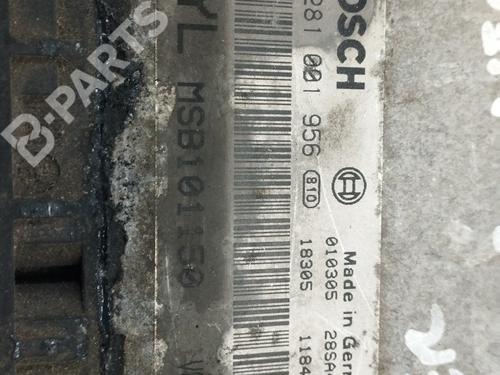 BOSCH
281 001 956 810
Made in Ger
010305 28SA
18305 1184
YL MSB101150
B-PARTS